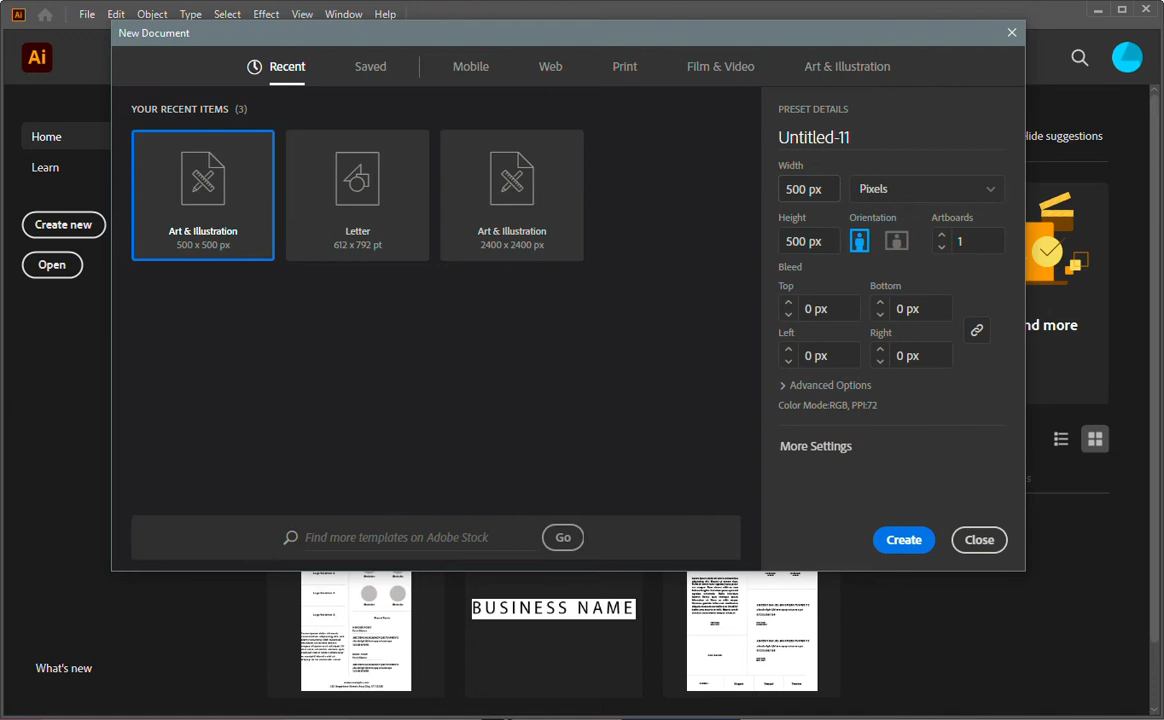 Ai File Edit Object Type Select Effect View Window Help
New Document
Ai
Recent Saved Mobile Web Print Film & Video Art & Illustration
YOUR RECENT ITEMS (3)
Art & Illustration
500 x 500 px
Letter
612 x 792 pt
Art & Illustration
2400 x 2400 px
Find more templates on Adobe Stock Go
PRESET DETAILS
Untitled-11
Width
500 px Pixels
Height Orientation Artboards
500 px 1
Bleed
Top Bottom
0 px 0 px
Left Right
0 px 0 px
> Advanced Options
Color Mode:RGB, PPI:72
More Settings
Create Close
Home
Learn
Create new
Open
What's new
Hide suggestions
nd more
s
BUSINESS NAME